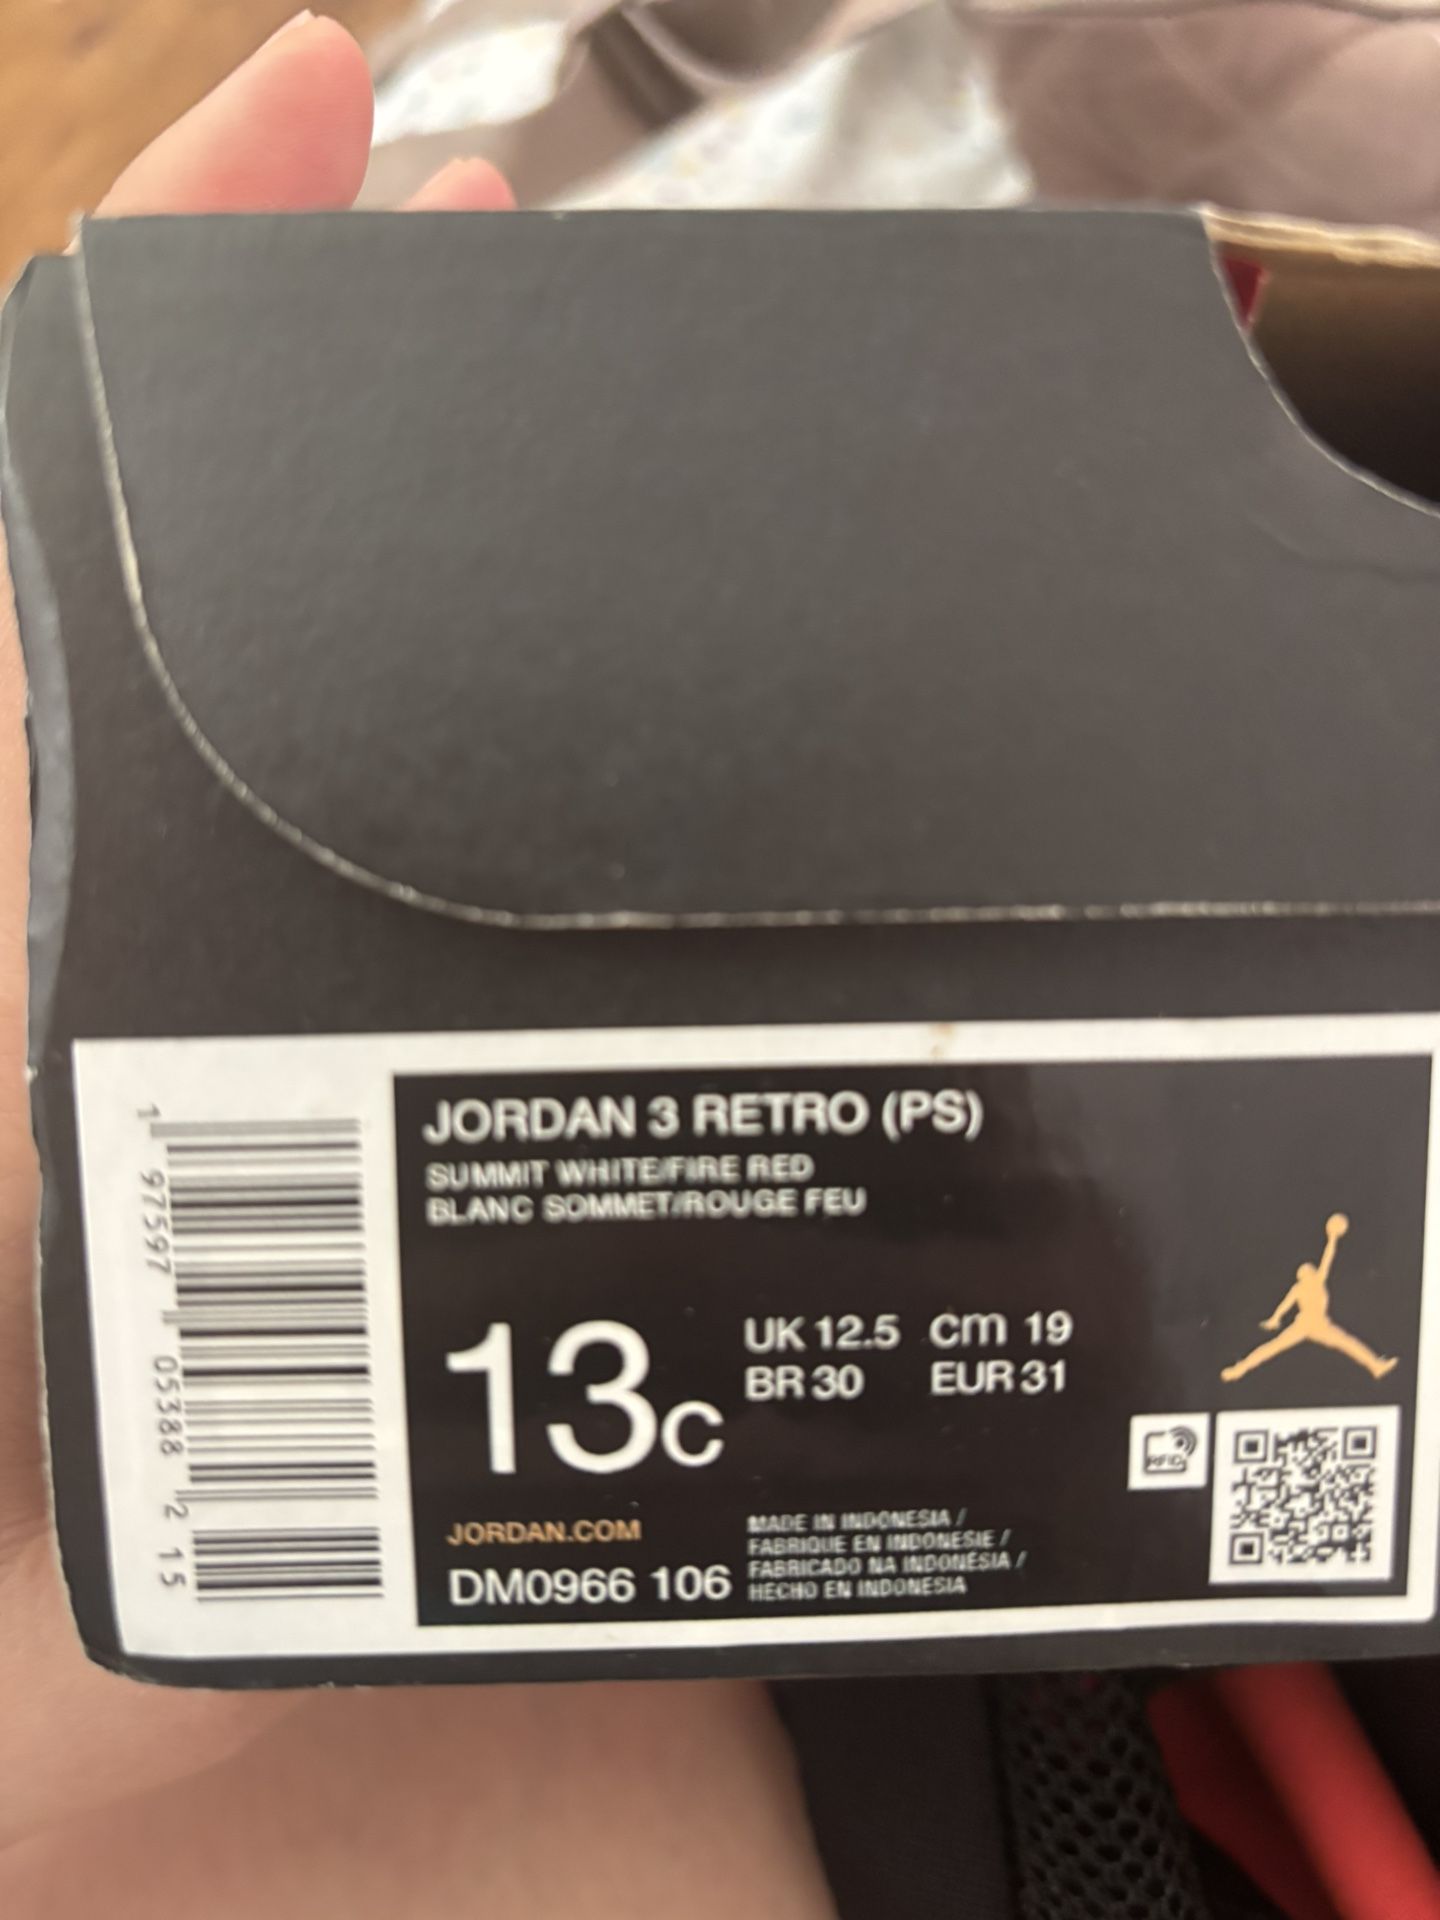 JORDAN 3 RETRO (PS)
SUMMIT WHITE/FIRE RED
BLANC SOMMET/ROUGE FEU
13c
UK 12.5 cm 19
BR 30 EUR 31
RFID
JORDAN.COM
DM0966 106
MADE IN INDONESIA /
FABRIQUE EN INDONESIE /
FABRICADO NA INDONÉSIA /
HECHO EN INDONESIA
1 97597 05388 2 15